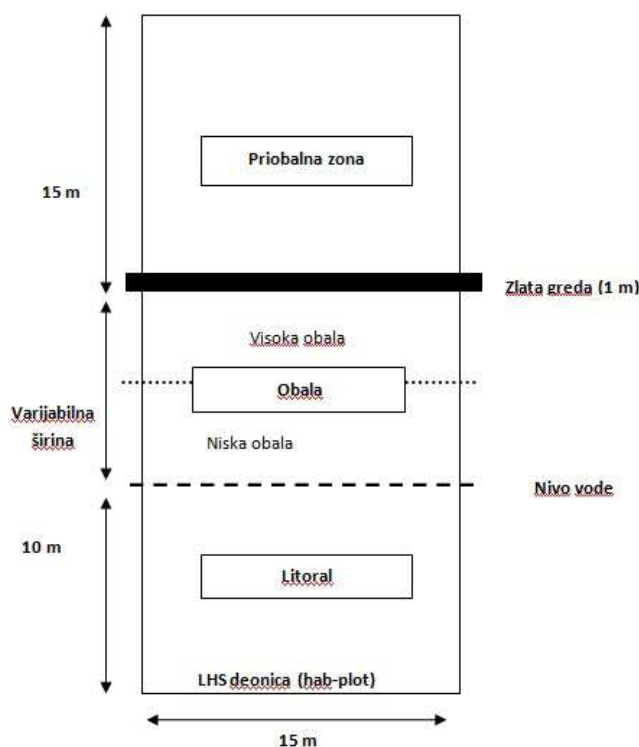 Priobalna zona
15 m
Zlata greda (1 m)
Visoka obala
Obala
Varijabilna
širina
Niska obala
Nivo vode
10 m
Litoral
LHS deonica (hab-plot)
15 m